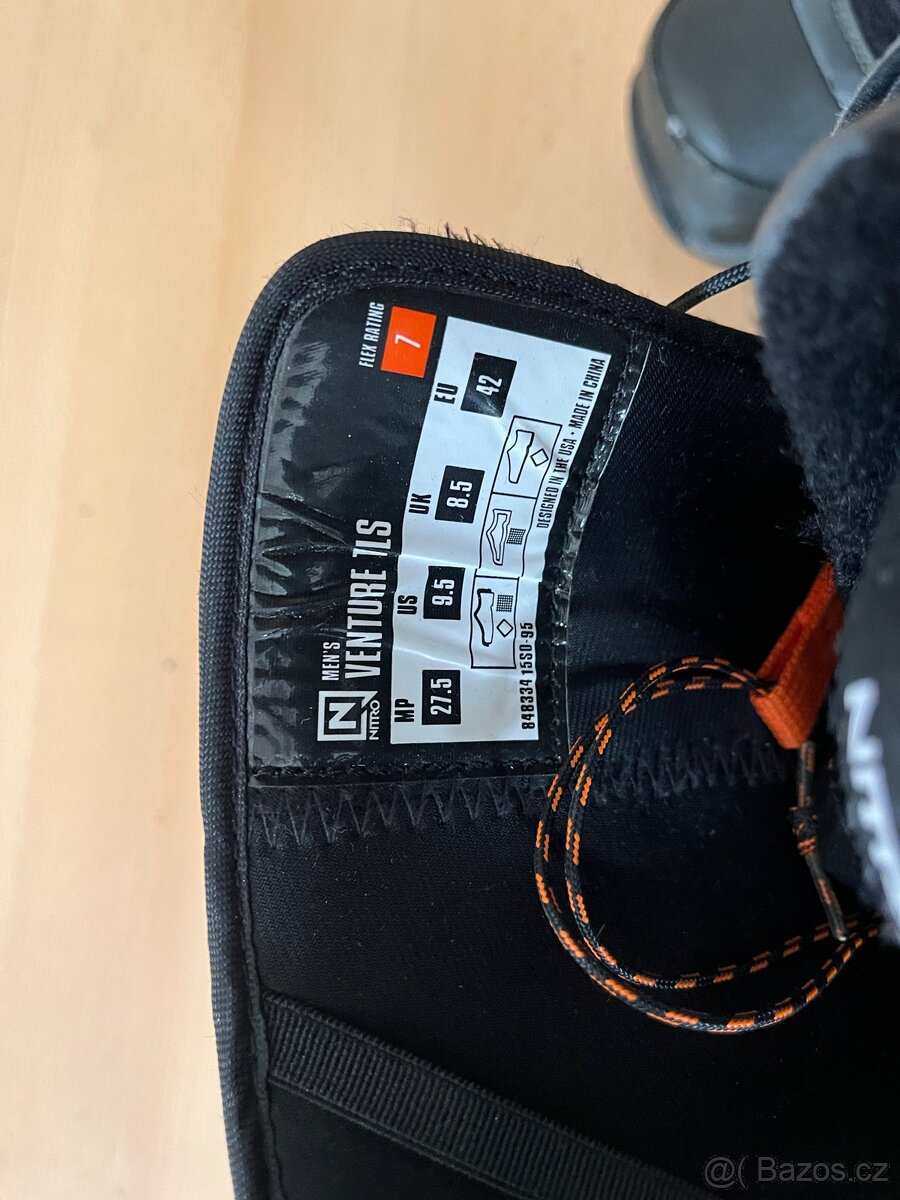 FLEX RATING
7
N
NITRO
MEN'S
VENTURE TLS
MP US UK EU
27.5 9.5 8.5 42
848334 15SO-95
DESIGNED IN THE USA · MADE IN CHINA
@( Bazos.cz